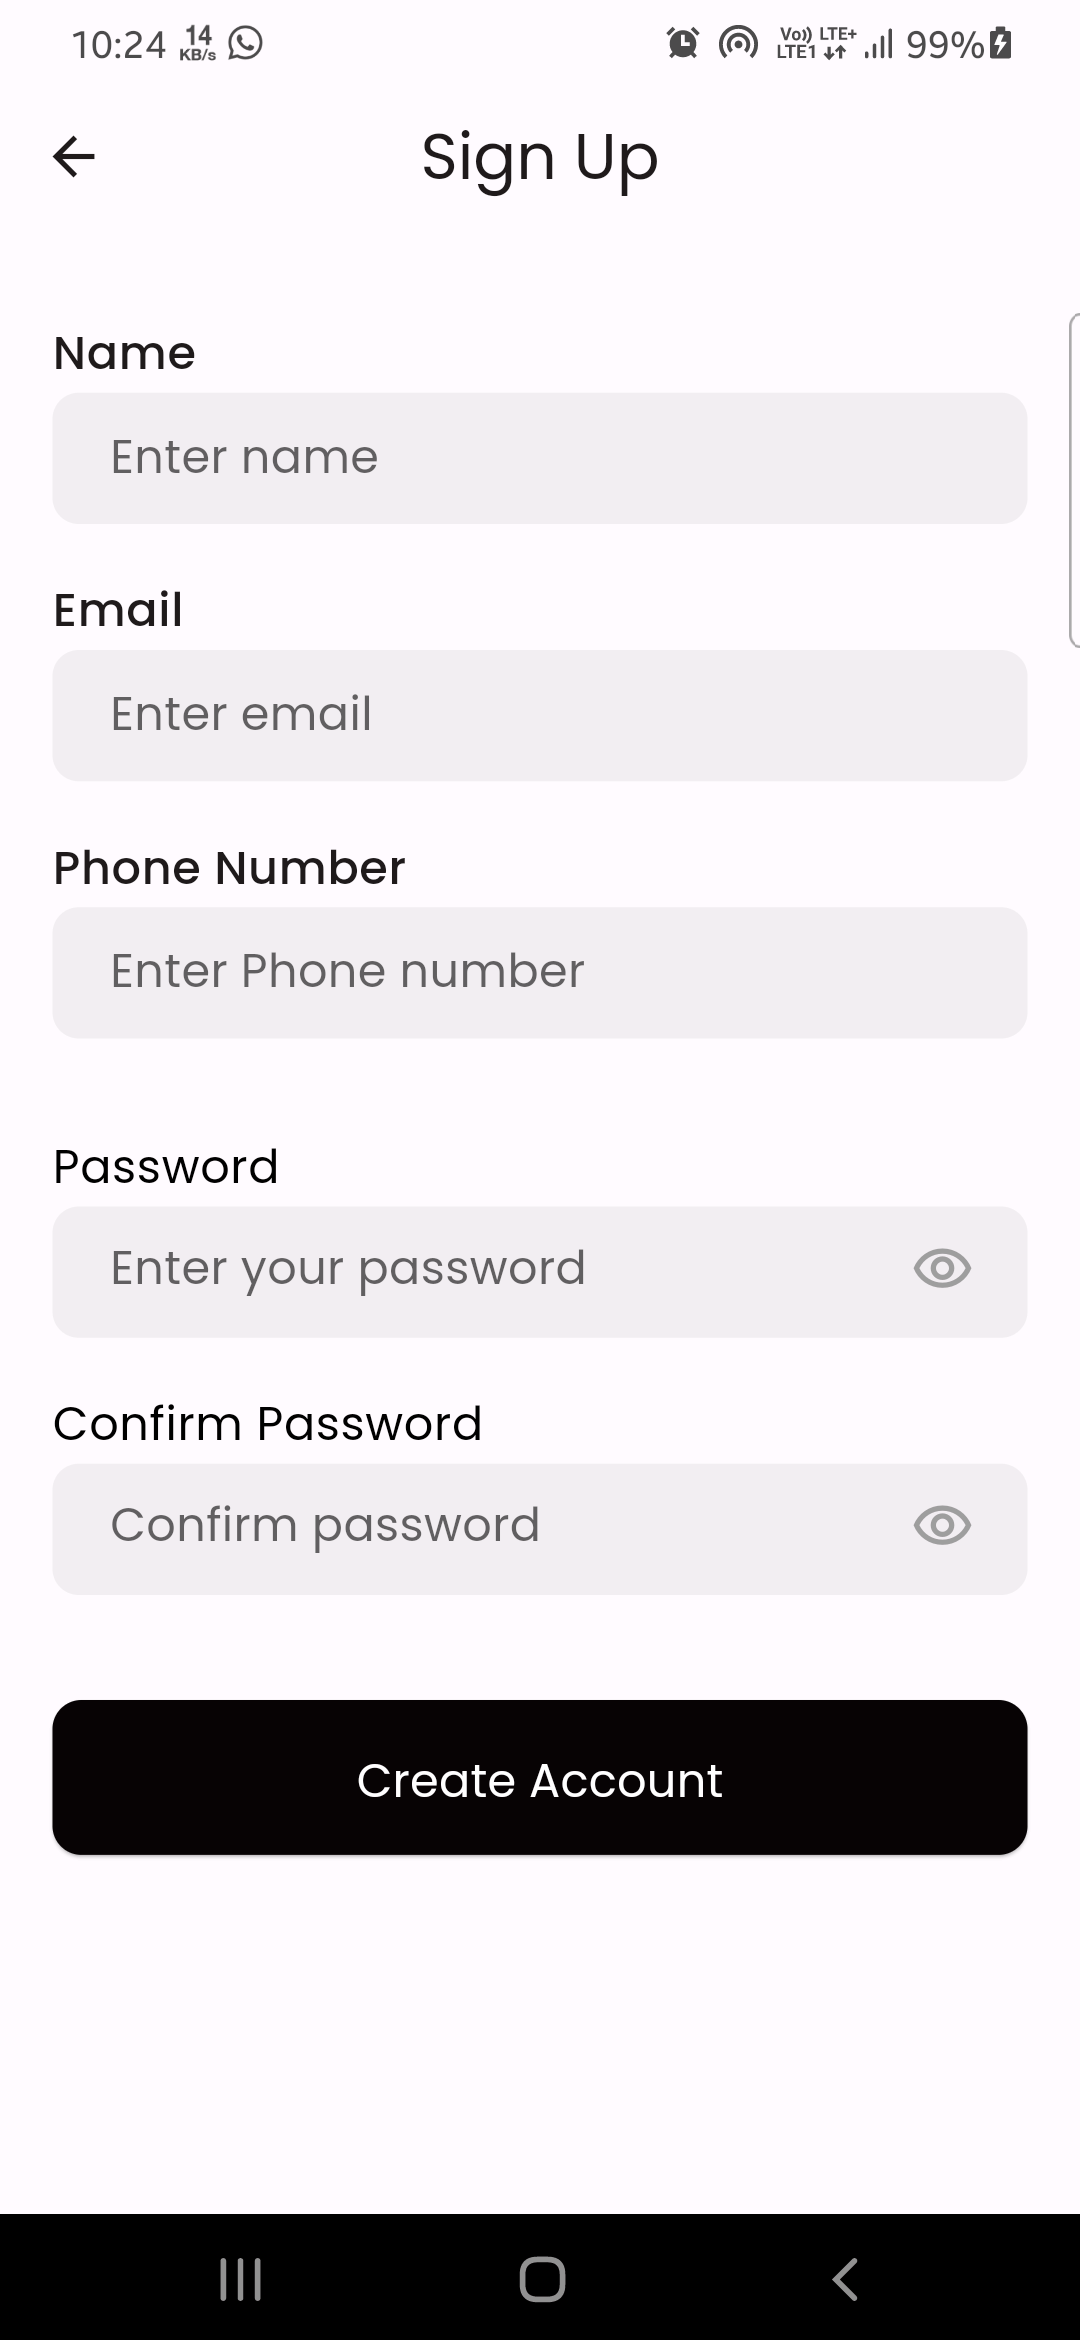 10:24 14 KB/s Vo)) LTE+ LTE1 99%
Sign Up
Name
Enter name
Email
Enter email
Phone Number
Enter Phone number
Password
Enter your password
Confirm Password
Confirm password
Create Account